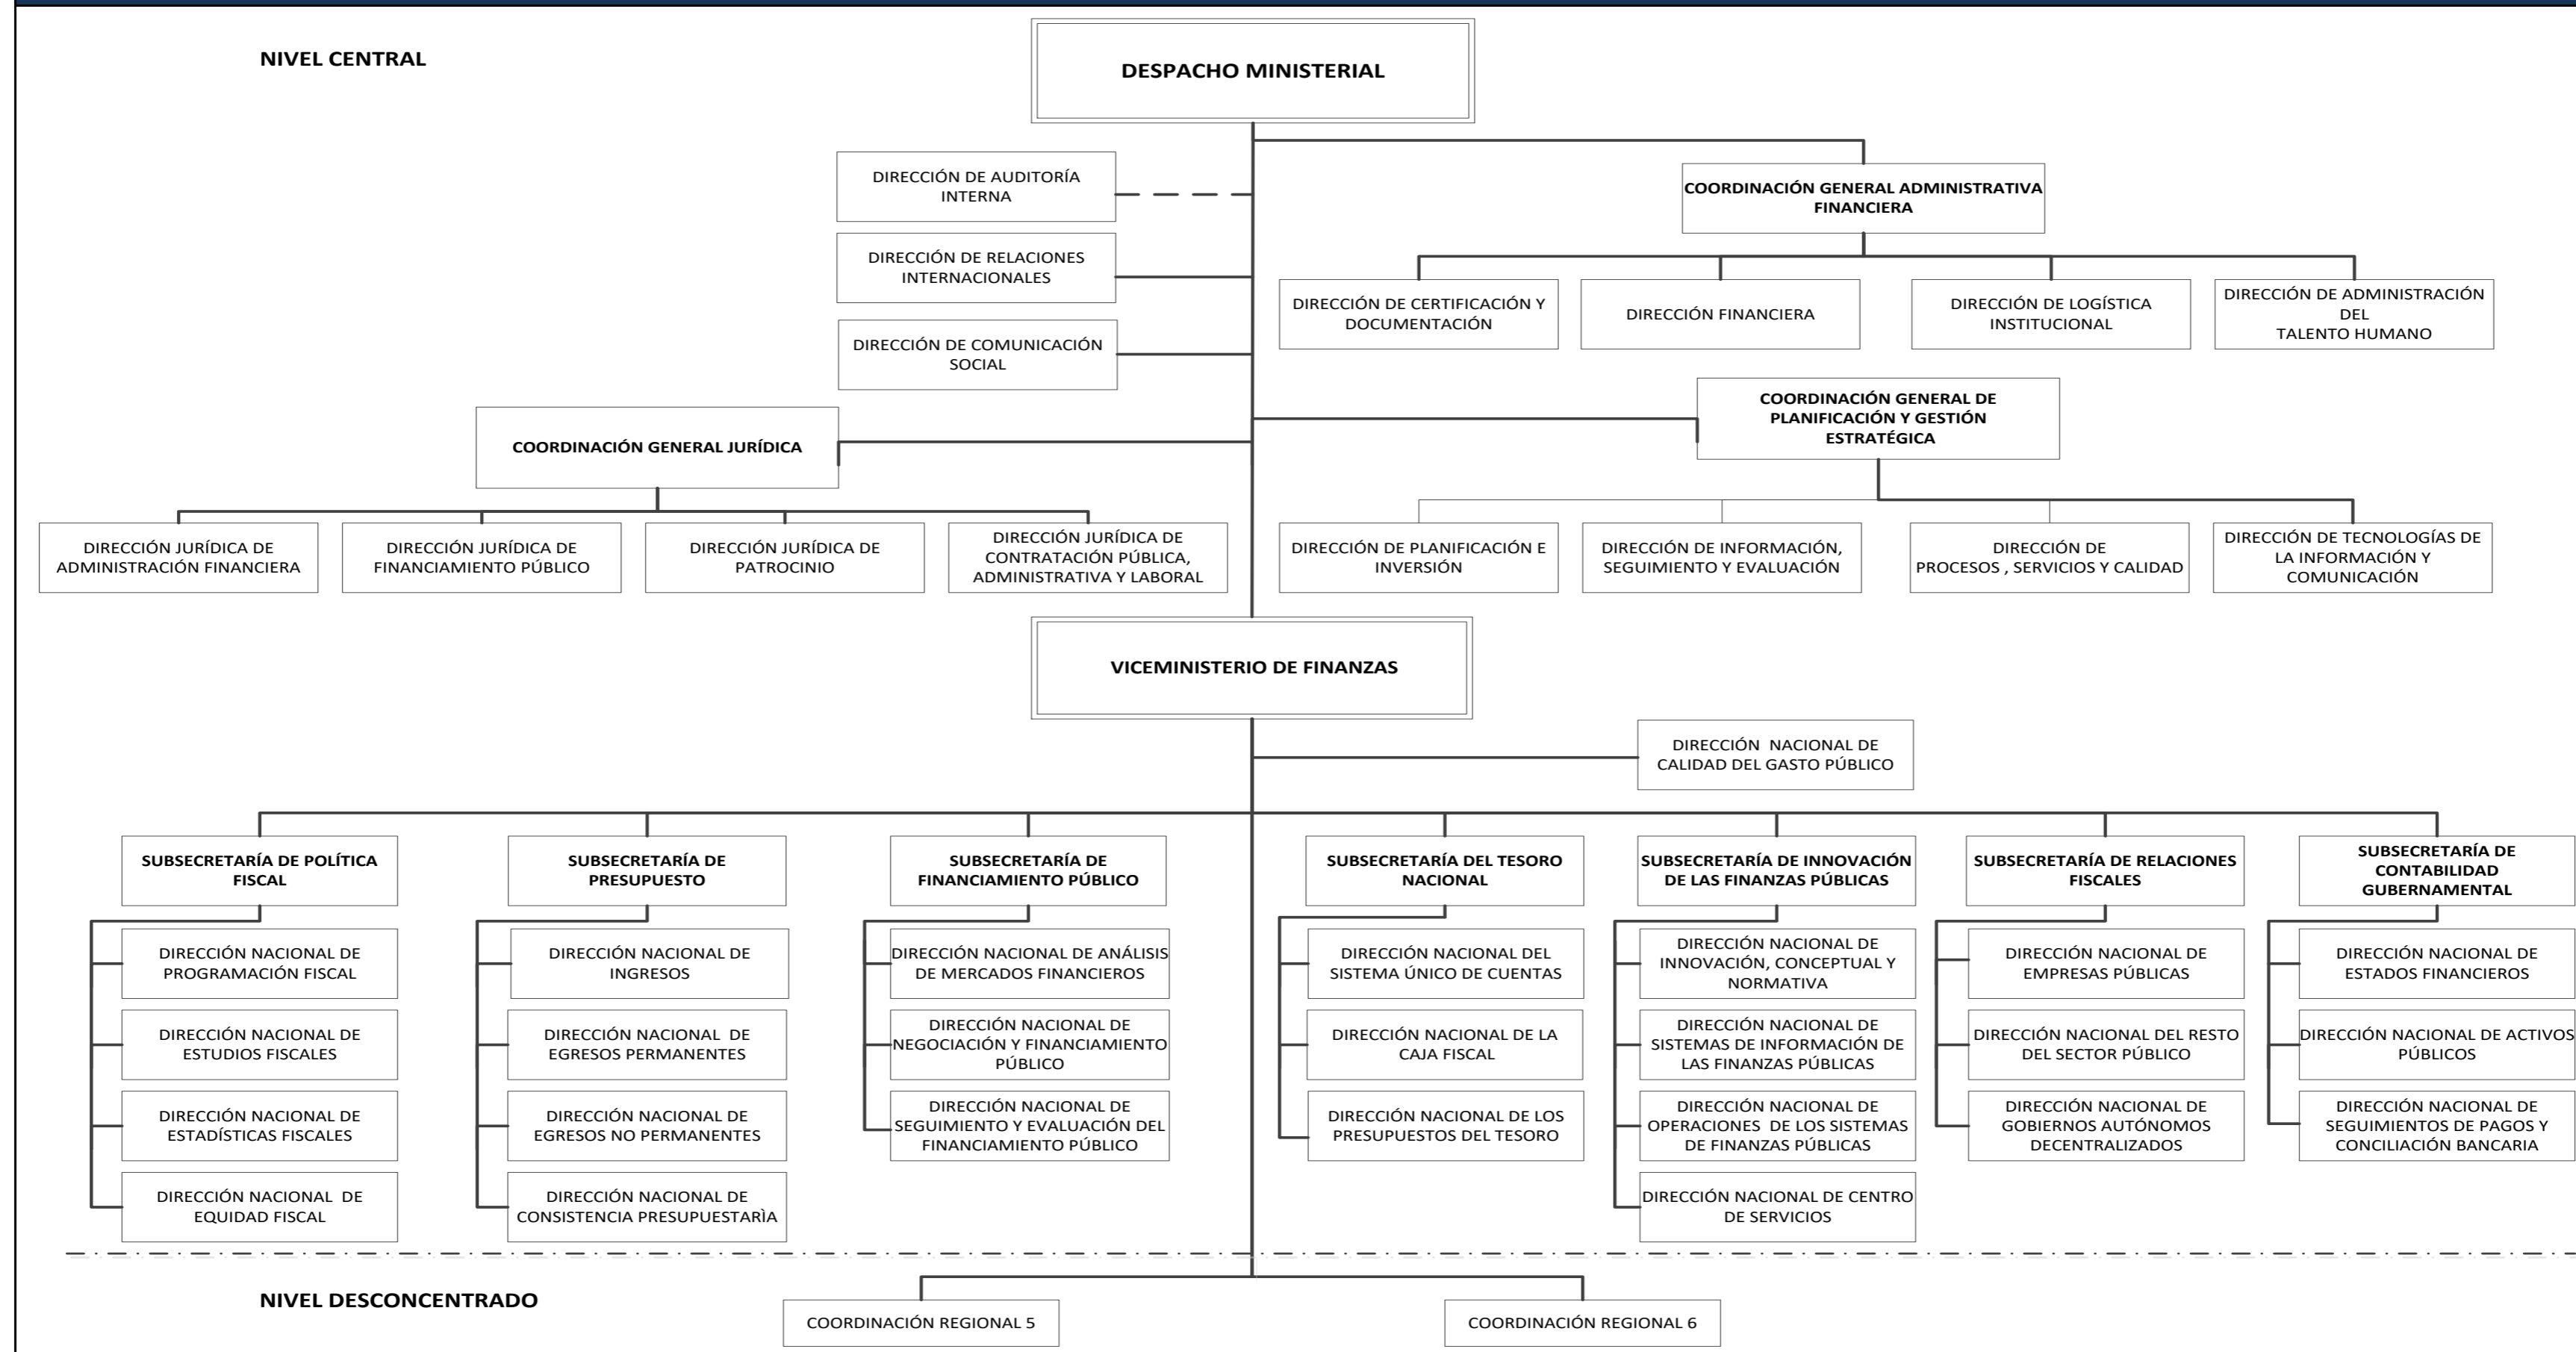 NIVEL CENTRAL
DESPACHO MINISTERIAL
DIRECCIÓN DE AUDITORÍA
INTERNA
DIRECCIÓN DE RELACIONES
INTERNACIONALES
DIRECCIÓN DE COMUNICACIÓN
SOCIAL
COORDINACIÓN GENERAL ADMINISTRATIVA
FINANCIERA
DIRECCIÓN DE CERTIFICACIÓN Y
DOCUMENTACIÓN
DIRECCIÓN FINANCIERA
DIRECCIÓN DE LOGÍSTICA
INSTITUCIONAL
DIRECCIÓN DE ADMINISTRACIÓN
DEL
TALENTO HUMANO
COORDINACIÓN GENERAL JURÍDICA
DIRECCIÓN JURÍDICA DE
ADMINISTRACIÓN FINANCIERA
DIRECCIÓN JURÍDICA DE
FINANCIAMIENTO PÚBLICO
DIRECCIÓN JURÍDICA DE
PATROCINIO
DIRECCIÓN JURÍDICA DE
CONTRATACIÓN PÚBLICA,
ADMINISTRATIVA Y LABORAL
COORDINACIÓN GENERAL DE
PLANIFICACIÓN Y GESTIÓN
ESTRATÉGICA
DIRECCIÓN DE PLANIFICACIÓN E
INVERSIÓN
DIRECCIÓN DE INFORMACIÓN,
SEGUIMIENTO Y EVALUACIÓN
DIRECCIÓN DE
PROCESOS , SERVICIOS Y CALIDAD
DIRECCIÓN DE TECNOLOGÍAS DE
LA INFORMACIÓN Y
COMUNICACIÓN
VICEMINISTERIO DE FINANZAS
DIRECCIÓN NACIONAL DE
CALIDAD DEL GASTO PÚBLICO
SUBSECRETARÍA DE POLÍTICA
FISCAL
DIRECCIÓN NACIONAL DE
PROGRAMACIÓN FISCAL
DIRECCIÓN NACIONAL DE
ESTUDIOS FISCALES
DIRECCIÓN NACIONAL DE
ESTADÍSTICAS FISCALES
DIRECCIÓN NACIONAL DE
EQUIDAD FISCAL
SUBSECRETARÍA DE
PRESUPUESTO
DIRECCIÓN NACIONAL DE
INGRESOS
DIRECCIÓN NACIONAL DE
EGRESOS PERMANENTES
DIRECCIÓN NACIONAL DE
EGRESOS NO PERMANENTES
DIRECCIÓN NACIONAL DE
CONSISTENCIA PRESUPUESTARÌA
SUBSECRETARÍA DE
FINANCIAMIENTO PÚBLICO
DIRECCIÓN NACIONAL DE ANÁLISIS
DE MERCADOS FINANCIEROS
DIRECCIÓN NACIONAL DE
NEGOCIACIÓN Y FINANCIAMIENTO
PÚBLICO
DIRECCIÓN NACIONAL DE
SEGUIMIENTO Y EVALUACIÓN DEL
FINANCIAMIENTO PÚBLICO
SUBSECRETARÍA DEL TESORO
NACIONAL
DIRECCIÓN NACIONAL DEL
SISTEMA ÚNICO DE CUENTAS
DIRECCIÓN NACIONAL DE LA
CAJA FISCAL
DIRECCIÓN NACIONAL DE LOS
PRESUPUESTOS DEL TESORO
SUBSECRETARÍA DE INNOVACIÓN
DE LAS FINANZAS PÚBLICAS
DIRECCIÓN NACIONAL DE
INNOVACIÓN, CONCEPTUAL Y
NORMATIVA
DIRECCIÓN NACIONAL DE
SISTEMAS DE INFORMACIÓN DE
LAS FINANZAS PÚBLICAS
DIRECCIÓN NACIONAL DE
OPERACIONES DE LOS SISTEMAS
DE FINANZAS PÚBLICAS
DIRECCIÓN NACIONAL DE CENTRO
DE SERVICIOS
SUBSECRETARÍA DE RELACIONES
FISCALES
DIRECCIÓN NACIONAL DE
EMPRESAS PÚBLICAS
DIRECCIÓN NACIONAL DEL RESTO
DEL SECTOR PÚBLICO
DIRECCIÓN NACIONAL DE
GOBIERNOS AUTÓNOMOS
DECENTRALIZADOS
SUBSECRETARÍA DE
CONTABILIDAD
GUBERNAMENTAL
DIRECCIÓN NACIONAL DE
ESTADOS FINANCIEROS
DIRECCIÓN NACIONAL DE ACTIVOS
PÚBLICOS
DIRECCIÓN NACIONAL DE
SEGUIMIENTOS DE PAGOS Y
CONCILIACIÓN BANCARIA
NIVEL DESCONCENTRADO
COORDINACIÓN REGIONAL 5
COORDINACIÓN REGIONAL 6